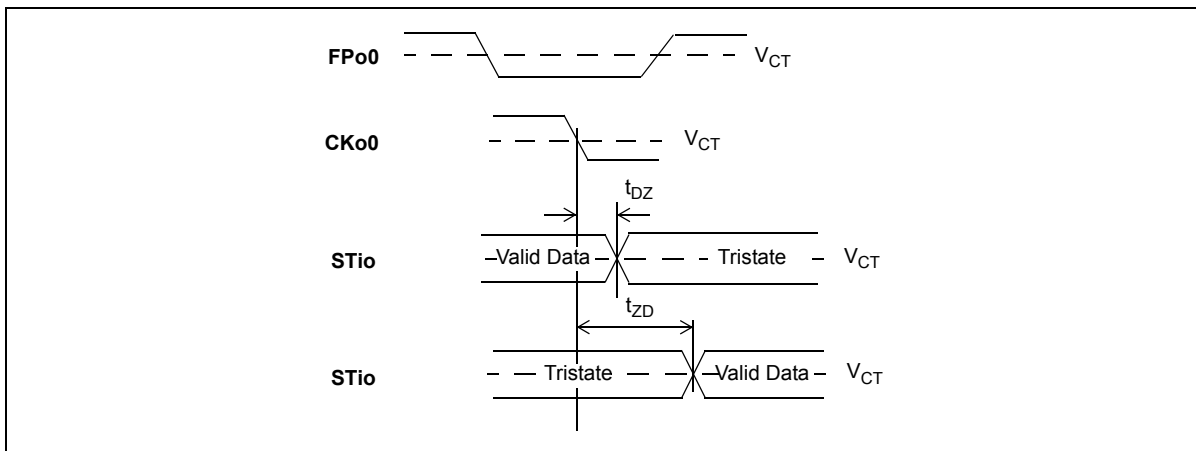 FPo0
V_CT
CKo0
V_CT
t_DZ
STio
Valid Data
Tristate
V_CT
t_ZD
STio
Tristate
Valid Data
V_CT